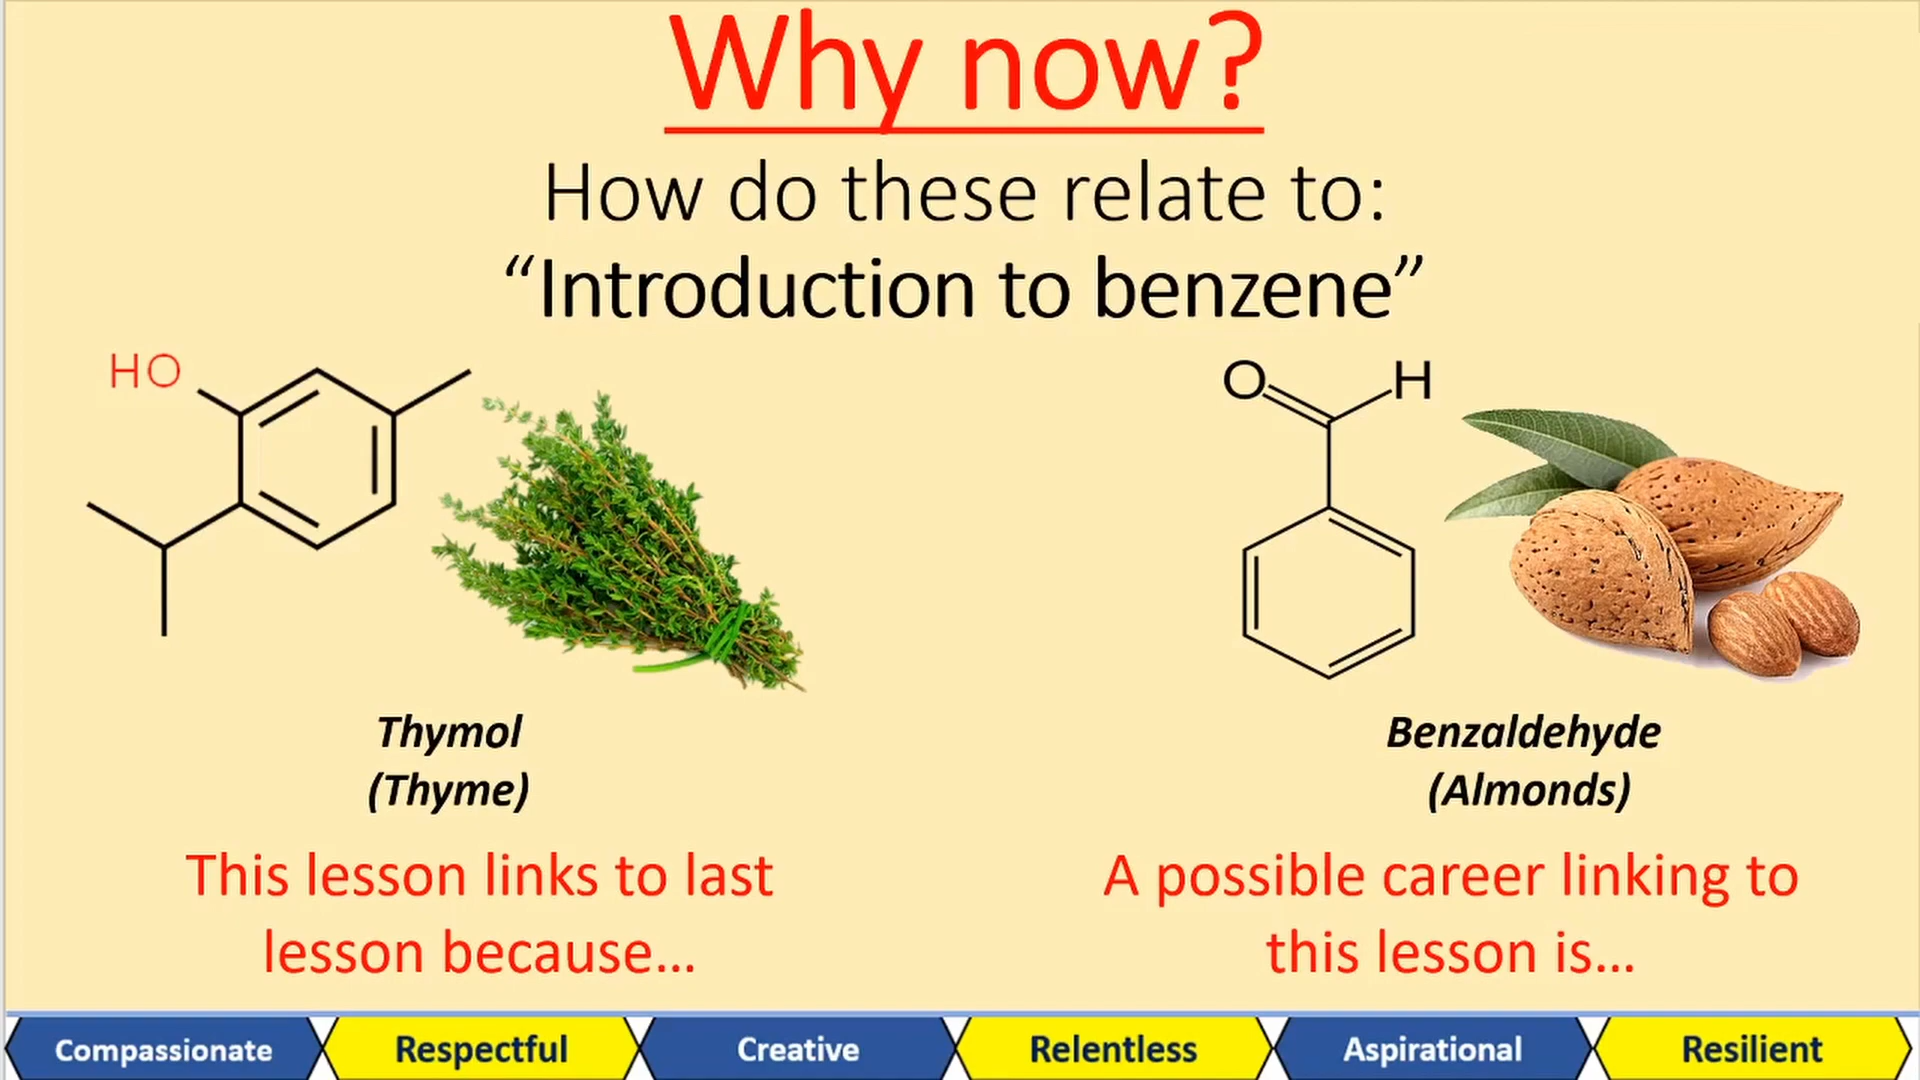 Why now?
How do these relate to:
“Introduction to benzene”
HO
O
H
Thymol
(Thyme)
Benzaldehyde
(Almonds)
This lesson links to last
lesson because...
A possible career linking to
this lesson is...
Compassionate
Respectful
Creative
Relentless
Aspirational
Resilient